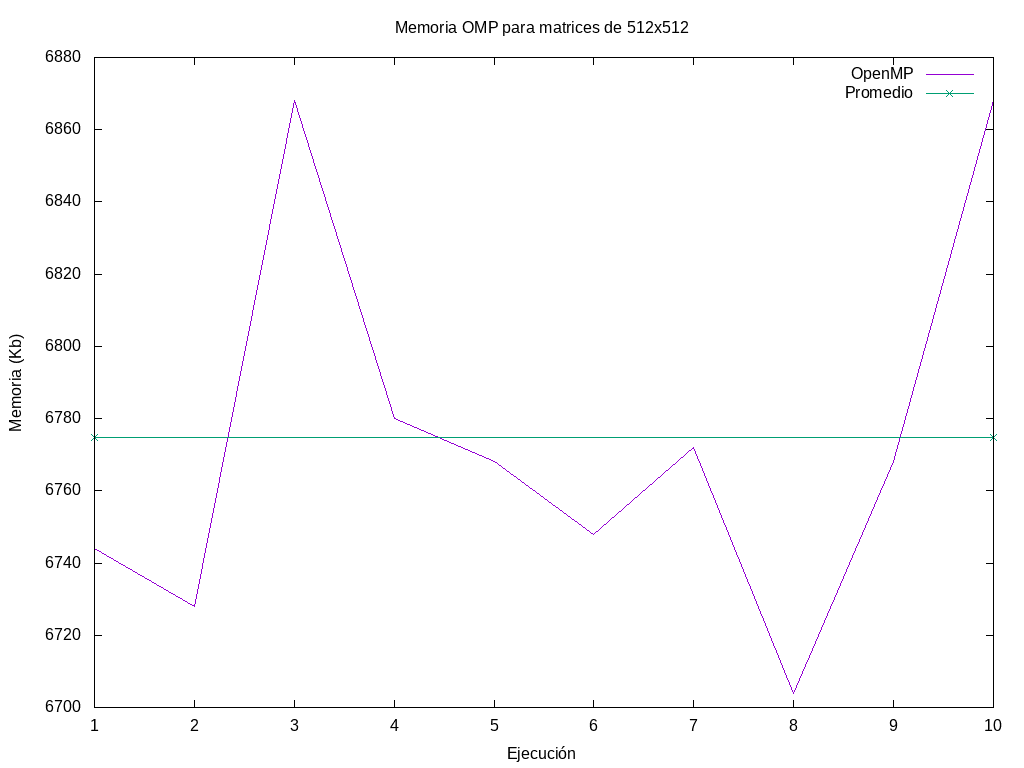 Memoria OMP para matrices de 512x512
6880
6860
6840
6820
6800
6780
6760
6740
6720
6700
Memoria (Kb)
OpenMP
Promedio
1 2 3 4 5 6 7 8 9 10
Ejecución